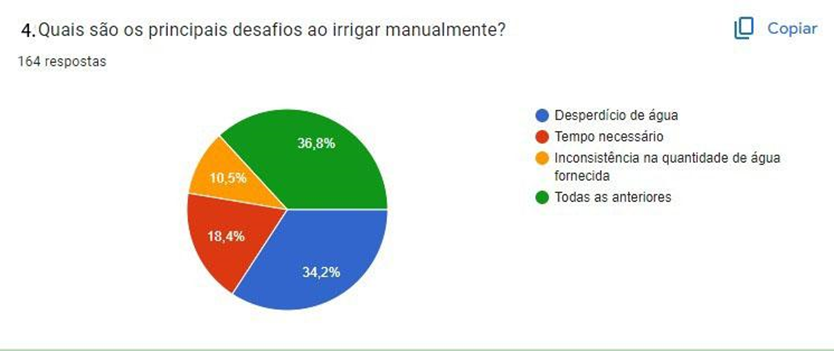 4. Quais são os principais desafios ao irrigar manualmente?
Copiar
164 respostas
36,8%
10,5%
18,4%
34,2%
Desperdício de água
Tempo necessário
Inconsistência na quantidade de água
fornecida
Todas as anteriores